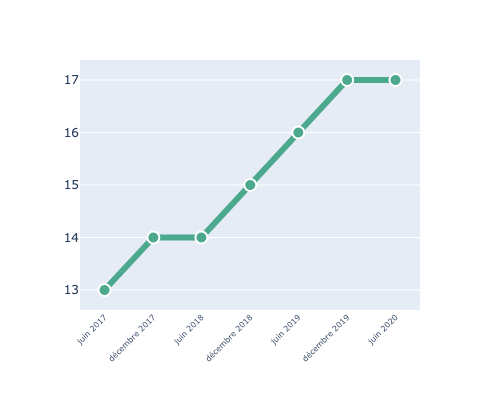 17
16
15
14
13
juin 2017
décembre 2017
juin 2018
décembre 2018
juin 2019
décembre 2019
juin 2020